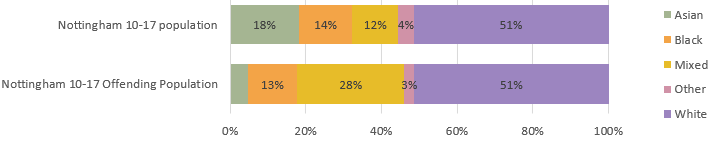 Nottingham 10-17 population
18% 14% 12% 4% 51%
Nottingham 10-17 Offending Population
13% 28% 3% 51%
0% 20% 40% 60% 80% 100%
Asian
Black
Mixed
Other
White